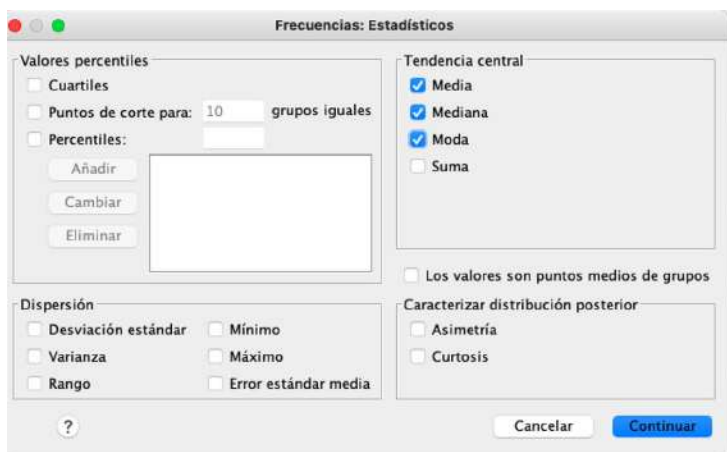 Frecuencias: Estadísticos
Valores percentiles
Cuartiles
Puntos de corte para: 10 grupos iguales
Percentiles:
Añadir
Cambiar
Eliminar
Tendencia central
Media
Mediana
Moda
Suma
Los valores son puntos medios de grupos
Dispersión
Desviación estándar Mínimo
Varianza Máximo
Rango Error estándar media
Caracterizar distribución posterior
Asimetría
Curtosis
? Cancelar Continuar